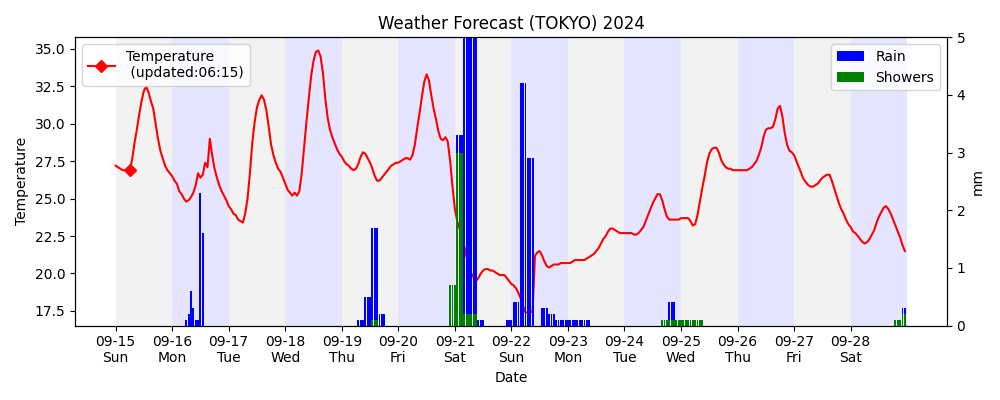 Weather Forecast (TOKYO) 2024
Temperature
(updated:06:15)
Rain
Showers
35.0
32.5
30.0
27.5
25.0
22.5
20.0
17.5
Temperature
5
4
3
2
1
0
mm
09-15 09-16 09-17 09-18 09-19 09-20 09-21 09-22 09-23 09-24 09-25 09-26 09-27 09-28
Sun Mon Tue Wed Thu Fri Sat Sun Mon Tue Wed Thu Fri Sat
Date